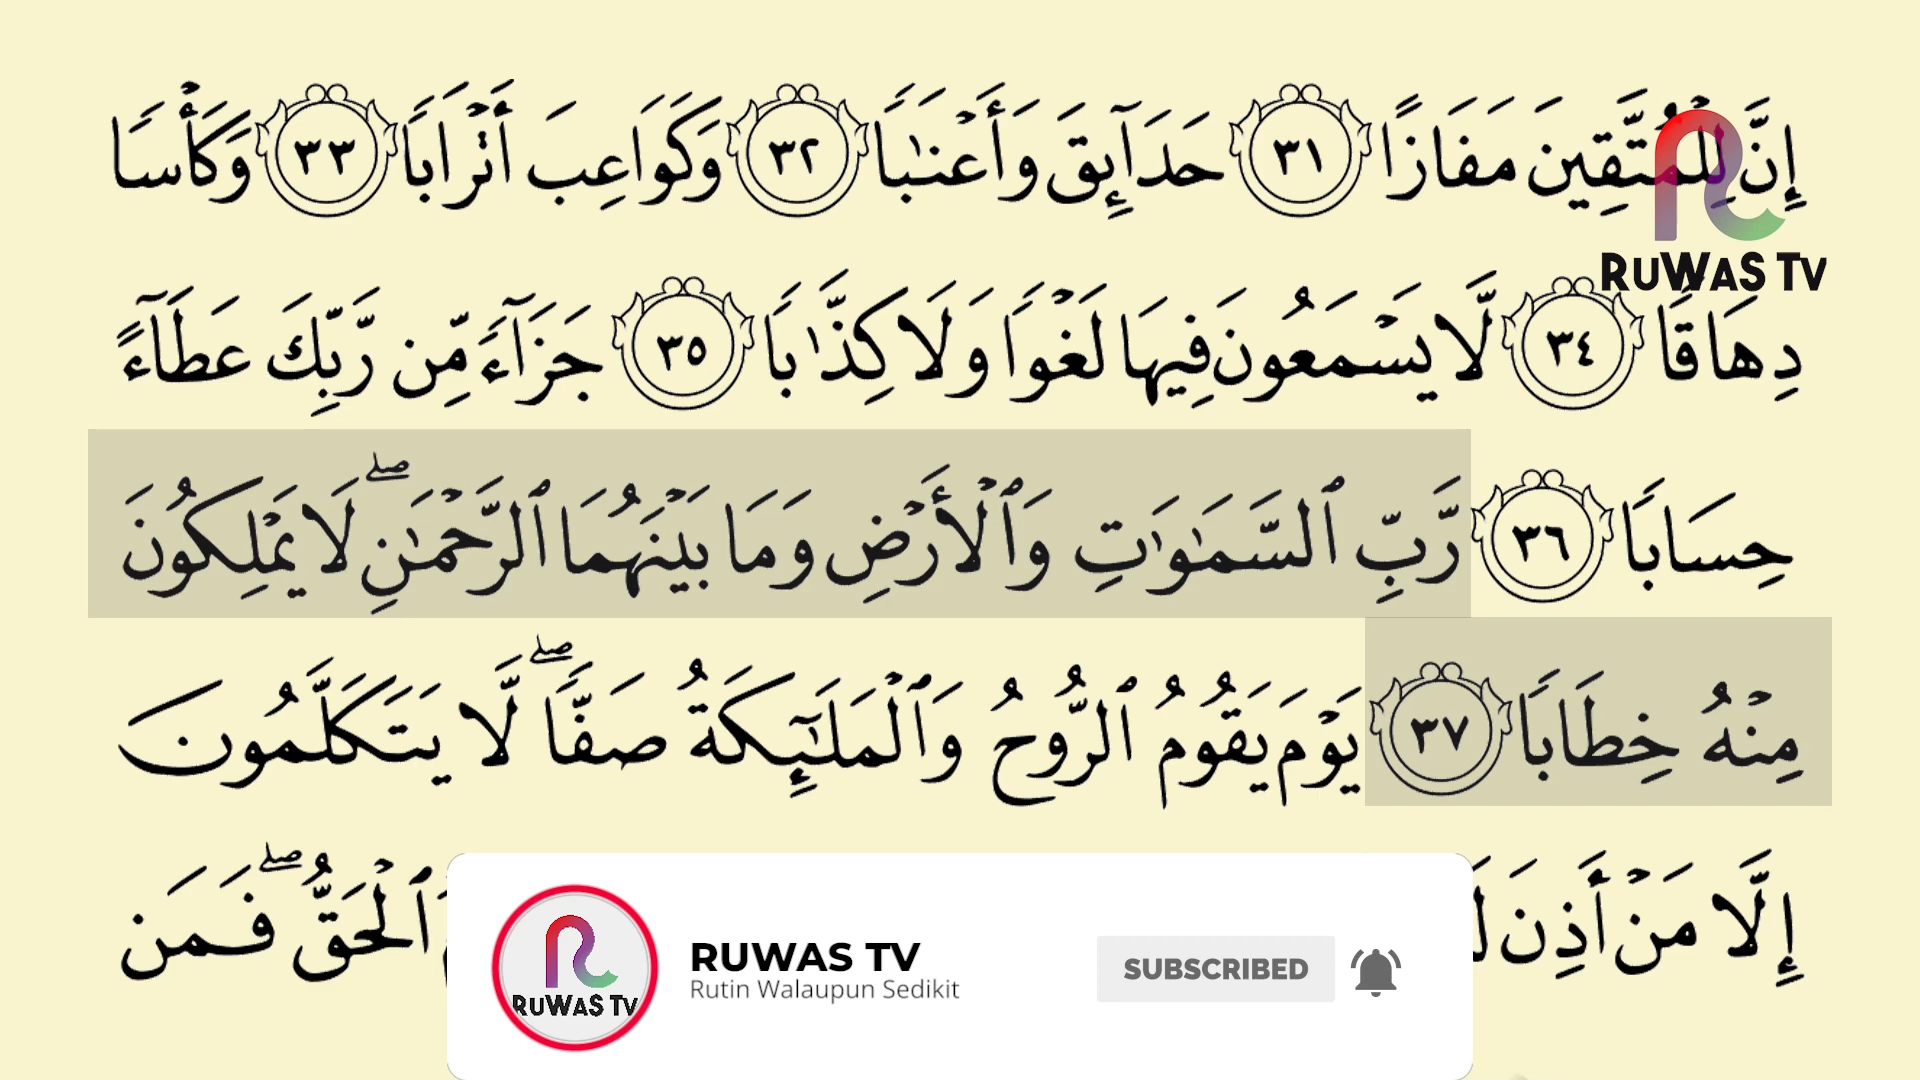 إِنَّ لِلْمُتَّقِينَ مَفَازًا ٣١ حَدَآئِقَ وَأَعْنَٰبًا ٣٢ وَكَوَاعِبَ أَتْرَابًا ٣٣ وَكَأْسًا
RUWAS TV
دِهَاقًا ٣٤ لَّا يَسْمَعُونَ فِيهَا لَغْوًا وَلَا كِذَّٰبًا ٣٥ جَزَآءً مِّن رَّبِّكَ عَطَآءً
حِسَابًا ٣٦ رَّبِّ ٱلسَّمَٰوَٰتِ وَٱلْأَرْضِ وَمَا بَيْنَهُمَا ٱلرَّحْمَٰنِ ۖ لَا يَمْلِكُونَ
مِنْهُ خِطَابًا ٣٧ يَوْمَ يَقُومُ ٱلرُّوحُ وَٱلْمَلَٰٓئِكَةُ صَفًّا ۖ لَّا يَتَكَلَّمُونَ
إِلَّا مَنْ أَذِنَ ٱلْحَقُّ ۖ فَمَن
RUWAS TV
Rutin Walaupun Sedikit
SUBSCRIBED
RUWAS TV